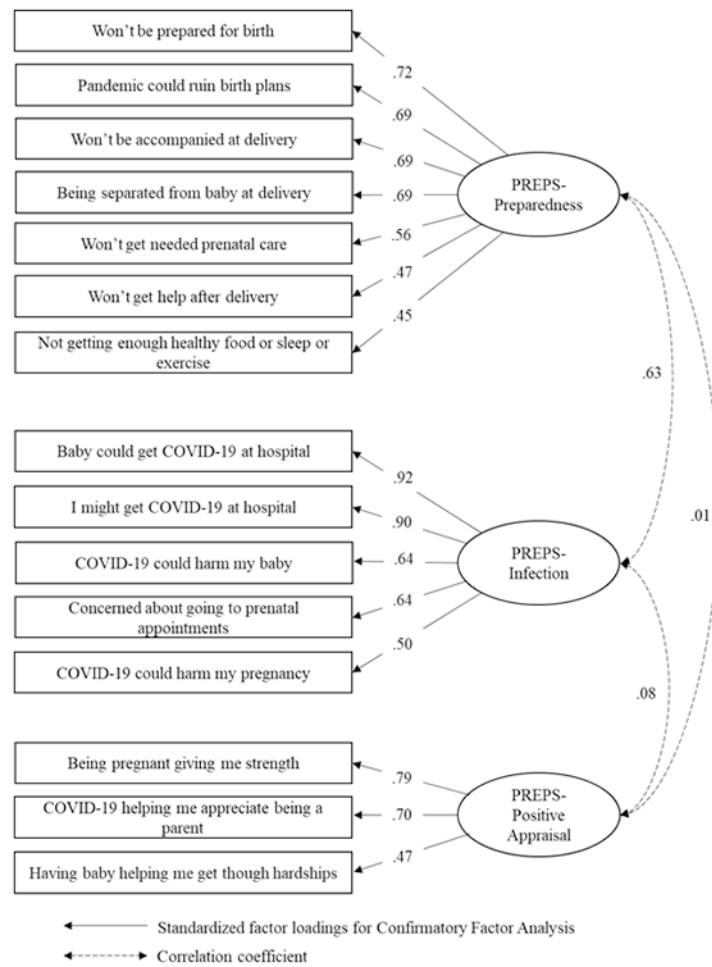 Won't be prepared for birth
.72
Pandemic could ruin birth plans
.69
Won't be accompanied at delivery
.69
Being separated from baby at delivery
.69
PREPS-
Preparedness
Won't get needed prenatal care
.56
Won't get help after delivery
.47
Not getting enough healthy food or sleep or
exercise
.45
.63
.01
Baby could get COVID-19 at hospital
.92
I might get COVID-19 at hospital
.90
COVID-19 could harm my baby
.64
PREPS-
Infection
Concerned about going to prenatal
appointments
.64
COVID-19 could harm my pregnancy
.50
.08
Being pregnant giving me strength
.79
COVID-19 helping me appreciate being a
parent
.70
PREPS-
Positive
Appraisal
Having baby helping me get though hardships
.47
Standardized factor loadings for Confirmatory Factor Analysis
Correlation coefficient